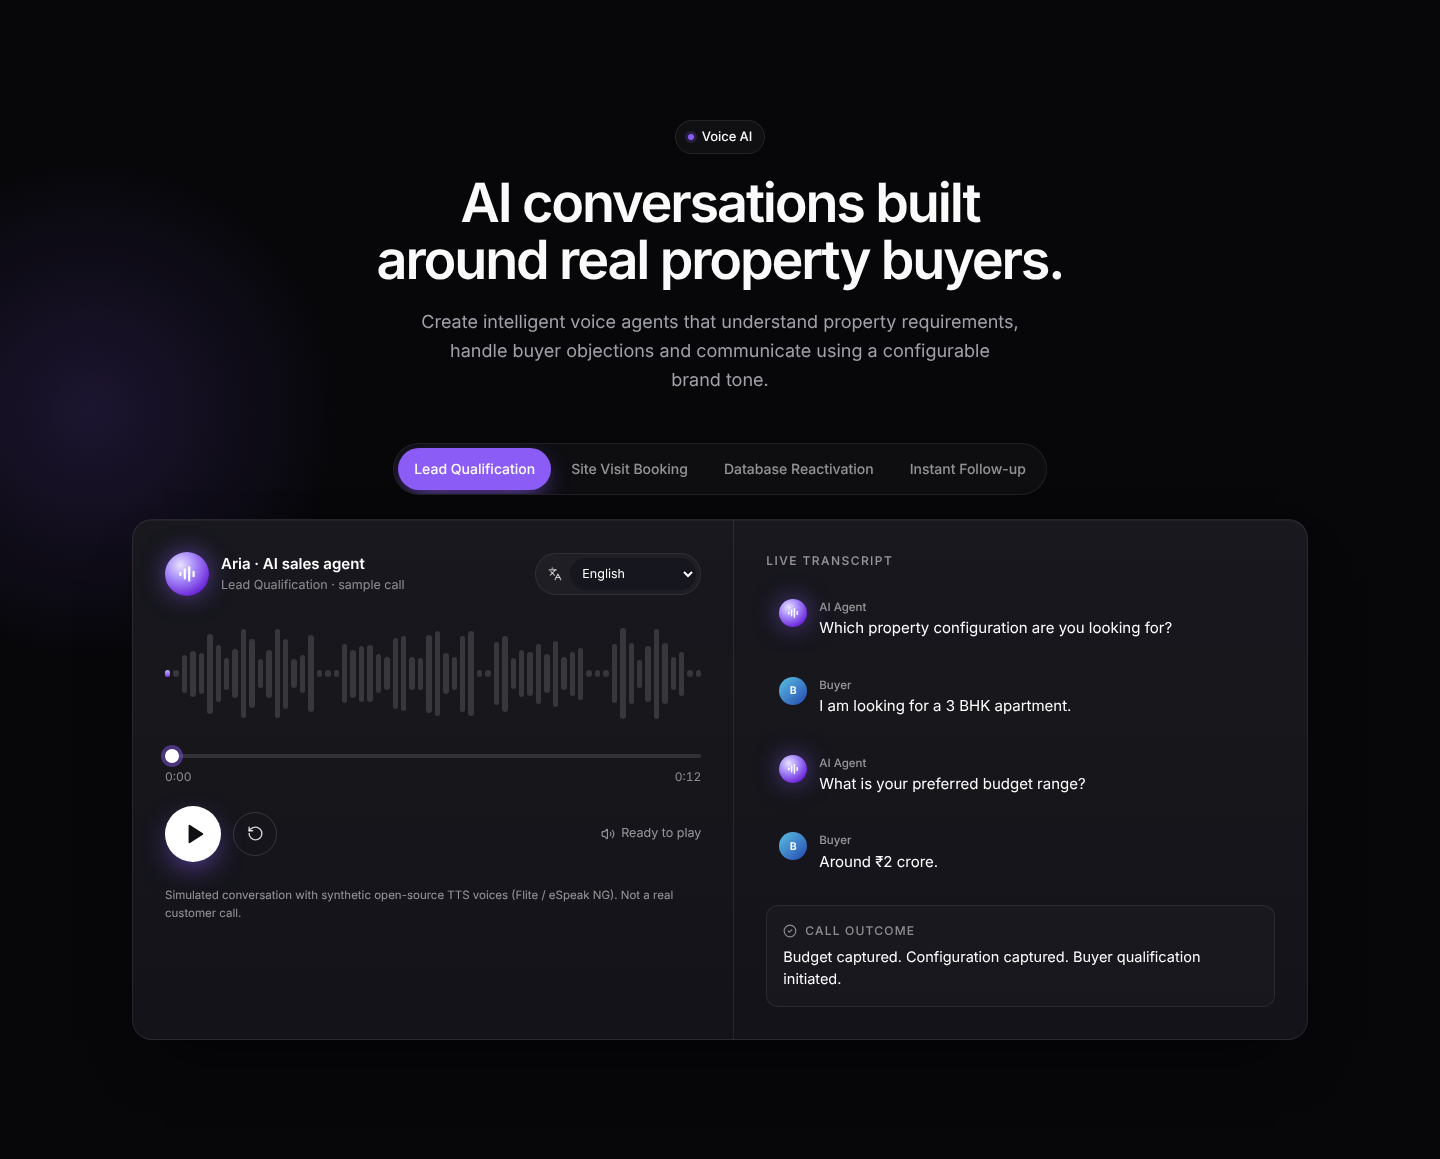 Voice AI
AI conversations built
around real property buyers.
Create intelligent voice agents that understand property requirements,
handle buyer objections and communicate using a configurable
brand tone.
Lead Qualification
Site Visit Booking
Database Reactivation
Instant Follow-up
Aria · AI sales agent
Lead Qualification · sample call
English
0:00
0:12
Ready to play
Simulated conversation with synthetic open-source TTS voices (Flite / eSpeak NG). Not a real
customer call.
LIVE TRANSCRIPT
AI Agent
Which property configuration are you looking for?
B
Buyer
I am looking for a 3 BHK apartment.
AI Agent
What is your preferred budget range?
B
Buyer
Around ₹2 crore.
CALL OUTCOME
Budget captured. Configuration captured. Buyer qualification
initiated.